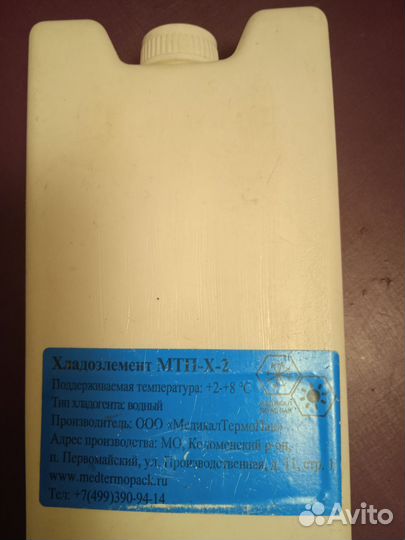 Хладоэлемент МТП-Х-2
Поддерживаемая температура: +2-+8 °С
Тип хладогента: водный
Производитель: ООО «МедикалТермоПак»
Адрес производства: МО, Коломенский р-он,
п. Первомайский, ул. Производственная, д. 11, стр. 1
www.medtermopack.ru
Тел: +7(499)390-94-14
Avito